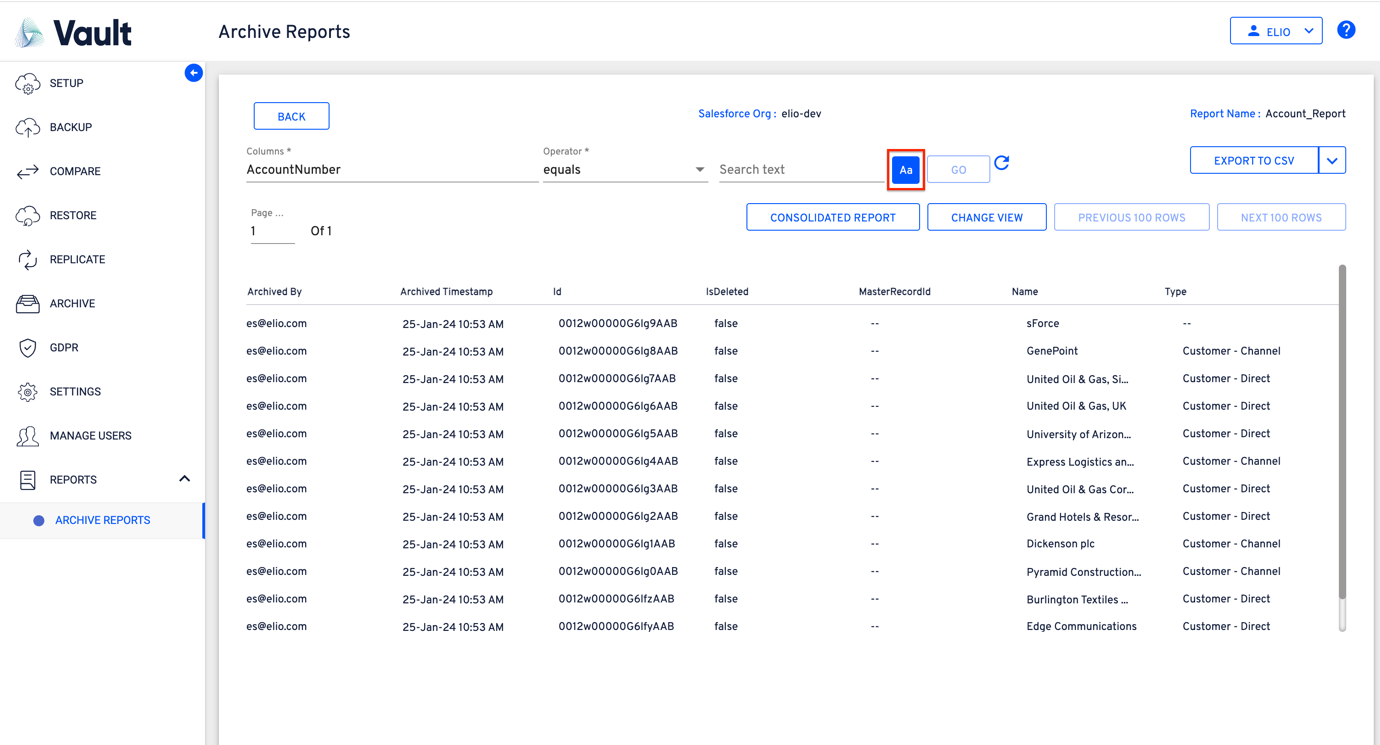 Vault
Archive Reports
ELIO
?
SETUP
BACKUP
COMPARE
RESTORE
REPLICATE
ARCHIVE
GDPR
SETTINGS
MANAGE USERS
REPORTS
ARCHIVE REPORTS
BACK
Salesforce Org : elio-dev
Report Name : Account_Report
Columns *
AccountNumber
Operator *
equals
Search text
Aa
GO
EXPORT TO CSV
Page ...
1
Of 1
CONSOLIDATED REPORT
CHANGE VIEW
PREVIOUS 100 ROWS
NEXT 100 ROWS
Archived By Archived Timestamp Id IsDeleted MasterRecordId Name Type
es@elio.com 25-Jan-24 10:53 AM 0012w00000G6lg9AAB false -- sForce --
es@elio.com 25-Jan-24 10:53 AM 0012w00000G6lg8AAB false -- GenePoint Customer - Channel
es@elio.com 25-Jan-24 10:53 AM 0012w00000G6lg7AAB false -- United Oil & Gas, Si... Customer - Direct
es@elio.com 25-Jan-24 10:53 AM 0012w00000G6lg6AAB false -- United Oil & Gas, UK Customer - Direct
es@elio.com 25-Jan-24 10:53 AM 0012w00000G6lg5AAB false -- University of Arizon... Customer - Direct
es@elio.com 25-Jan-24 10:53 AM 0012w00000G6lg4AAB false -- Express Logistics an... Customer - Channel
es@elio.com 25-Jan-24 10:53 AM 0012w00000G6lg3AAB false -- United Oil & Gas Cor... Customer - Direct
es@elio.com 25-Jan-24 10:53 AM 0012w00000G6lg2AAB false -- Grand Hotels & Resor... Customer - Direct
es@elio.com 25-Jan-24 10:53 AM 0012w00000G6lg1AAB false -- Dickenson plc Customer - Channel
es@elio.com 25-Jan-24 10:53 AM 0012w00000G6lg0AAB false -- Pyramid Construction... Customer - Channel
es@elio.com 25-Jan-24 10:53 AM 0012w00000G6lfzAAB false -- Burlington Textiles ... Customer - Direct
es@elio.com 25-Jan-24 10:53 AM 0012w00000G6lfyAAB false -- Edge Communications Customer - Direct